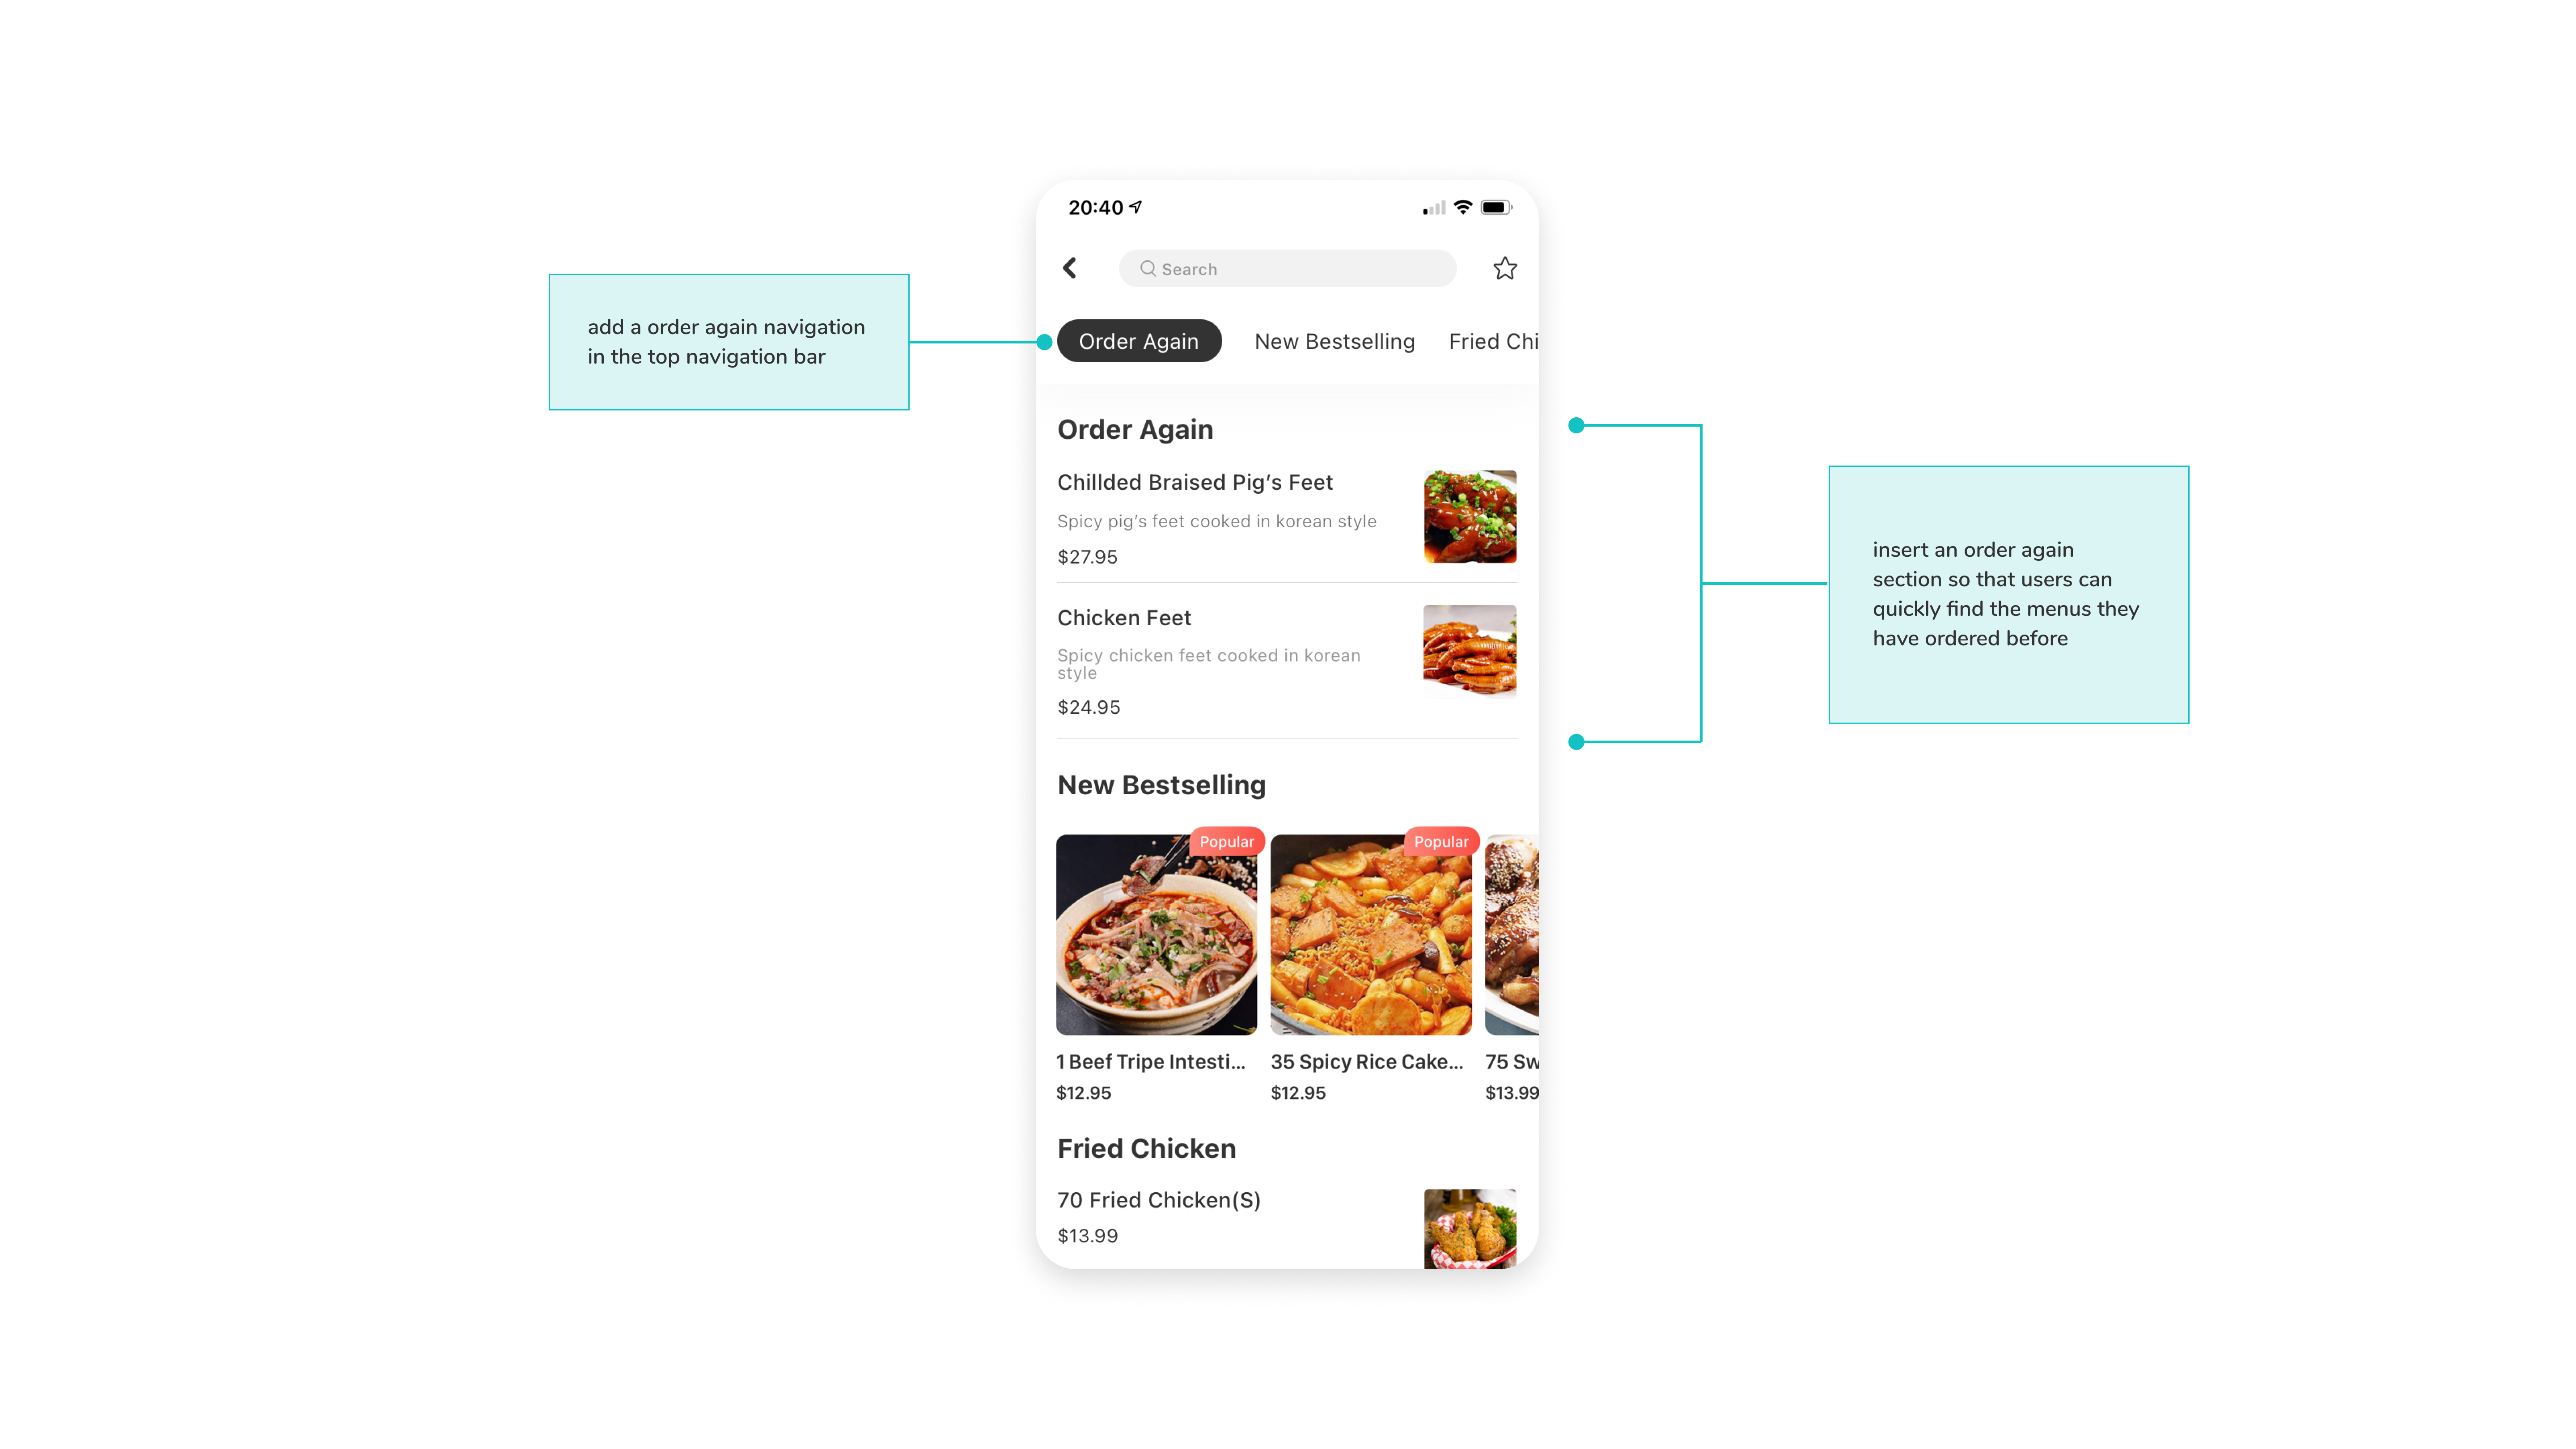 20:40
Search
add a order again navigation
in the top navigation bar
Order Again
New Bestselling
Fried Chi
Order Again
Chillded Braised Pig’s Feet
Spicy pig’s feet cooked in korean style
$27.95
Chicken Feet
Spicy chicken feet cooked in korean
style
$24.95
insert an order again
section so that users can
quickly find the menus they
have ordered before
New Bestselling
Popular
Popular
1 Beef Tripe Intesti...
35 Spicy Rice Cake...
75 Sw
$12.95
$12.95
$13.99
Fried Chicken
70 Fried Chicken(S)
$13.99